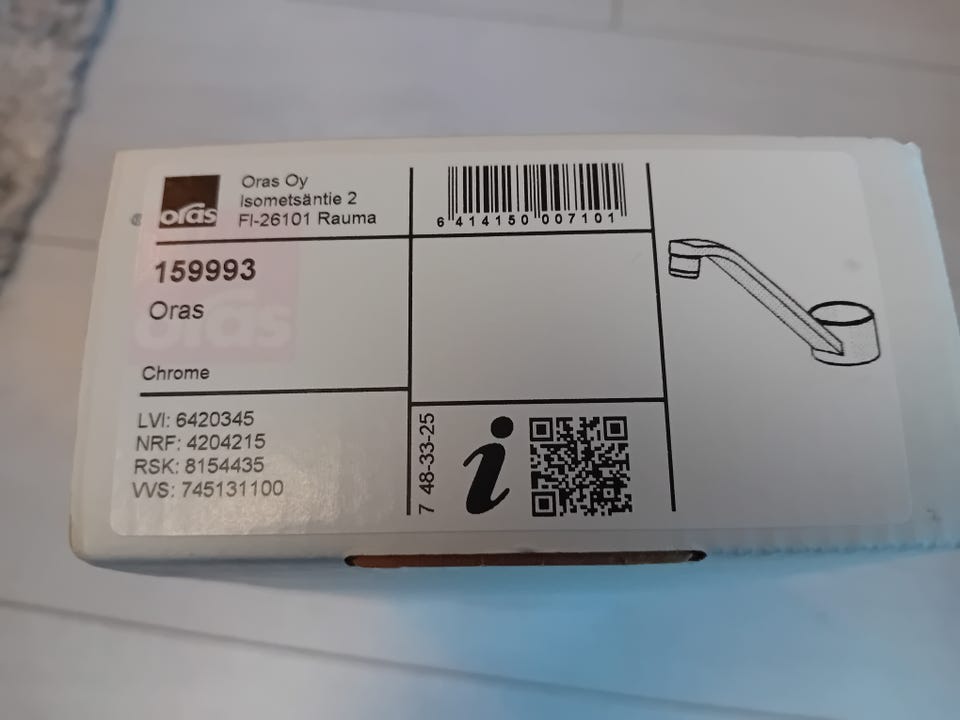 oras
Oras Oy
Isometsäntie 2
FI-26101 Rauma
6 414150 007101
159993
Oras
oras
Chrome
LVI: 6420345
NRF: 4204215
RSK: 8154435
VVS: 745131100
7 48-33-25
i